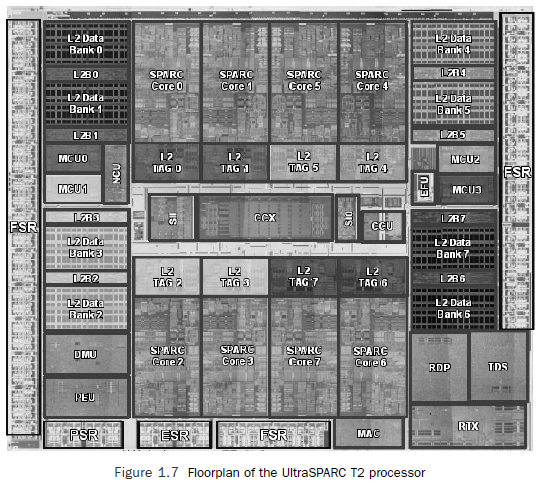 L2 Data
Bank 0
L2B0
L2 Data
Bank 1
L2B1
MCU0
MCU1
NCU
FSR
L2B3
L2 Data
Bank 3
L2B2
L2 Data
Bank 2
DMU
PEU
SPARC
Core 0
SPARC
Core 1
SPARC
Core 5
SPARC
Core 4
L2
TAG 0
L2
TAG 1
L2
TAG 5
L2
TAG 4
SII
CCX
SIO
CCU
L2
TAG 2
L2
TAG 3
L2
TAG 7
L2
TAG 6
SPARC
Core 2
SPARC
Core 3
SPARC
Core 7
SPARC
Core 6
L2 Data
Bank 4
L2B4
L2 Data
Bank 5
L2B5
MCU2
EFU
MCU3
FSR
L2B7
L2 Data
Bank 7
L2B6
L2 Data
Bank 6
RDP
TDS
RTX
PSR
ESR
FSR
MAC
Figure 1.7 Floorplan of the UltraSPARC T2 processor